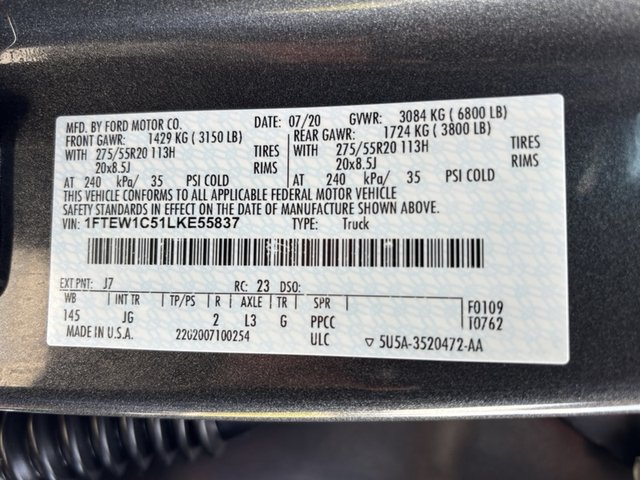 MFD. BY FORD MOTOR CO. DATE: 07/20 GVWR: 3084 KG ( 6800 LB)
FRONT GAWR: 1429 KG ( 3150 LB) REAR GAWR: 1724 KG ( 3800 LB)
WITH 275/55R20 113H TIRES WITH 275/55R20 113H TIRES
20x8.5J RIMS 20x8.5J RIMS
AT 240 kPa/ 35 PSI COLD AT 240 kPa/ 35 PSI COLD
THIS VEHICLE CONFORMS TO ALL APPLICABLE FEDERAL MOTOR VEHICLE
SAFETY STANDARDS IN EFFECT ON THE DATE OF MANUFACTURE SHOWN ABOVE.
VIN: 1FTEW1C51LKE55837 TYPE: Truck
EXT PNT: J7 RC: 23 DSO:
WB INT TR TP/PS R AXLE TR SPR F0109
145 JG 2 L3 G PPCC T0762
MADE IN U.S.A. 2202007100254 ULC ▽ 5U5A-3520472-AA